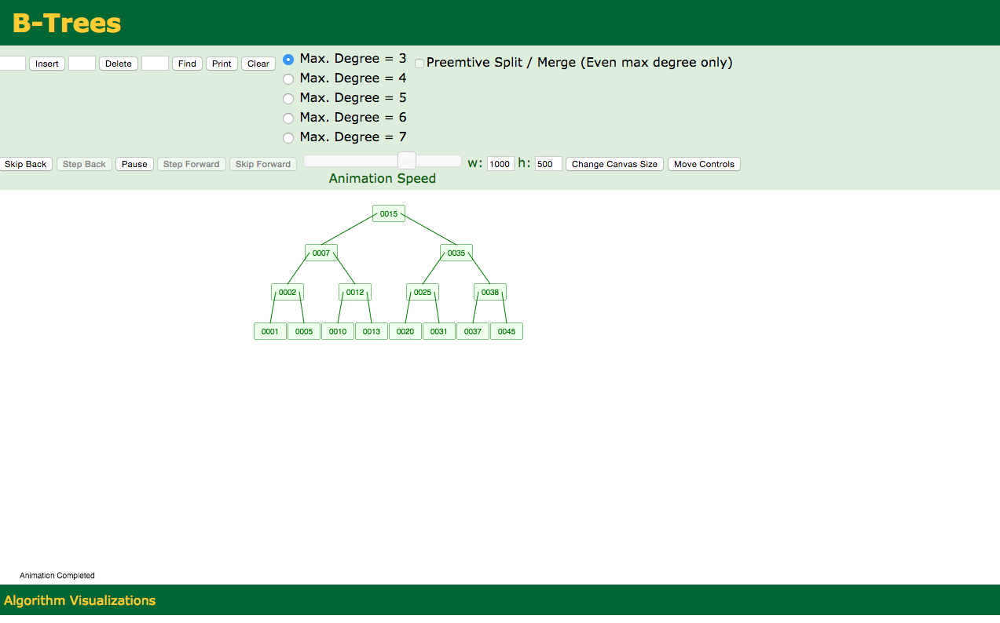 B-Trees
Insert Delete Find Print Clear
Max. Degree = 3
Max. Degree = 4
Max. Degree = 5
Max. Degree = 6
Max. Degree = 7
Preemtive Split / Merge (Even max degree only)
Skip Back Step Back Pause Step Forward Skip Forward
Animation Speed
w: 1000 h: 500 Change Canvas Size Move Controls
0015
0007 0035
0002 0012 0025 0038
0001 0005 0010 0013 0020 0031 0037 0045
Animation Completed
Algorithm Visualizations